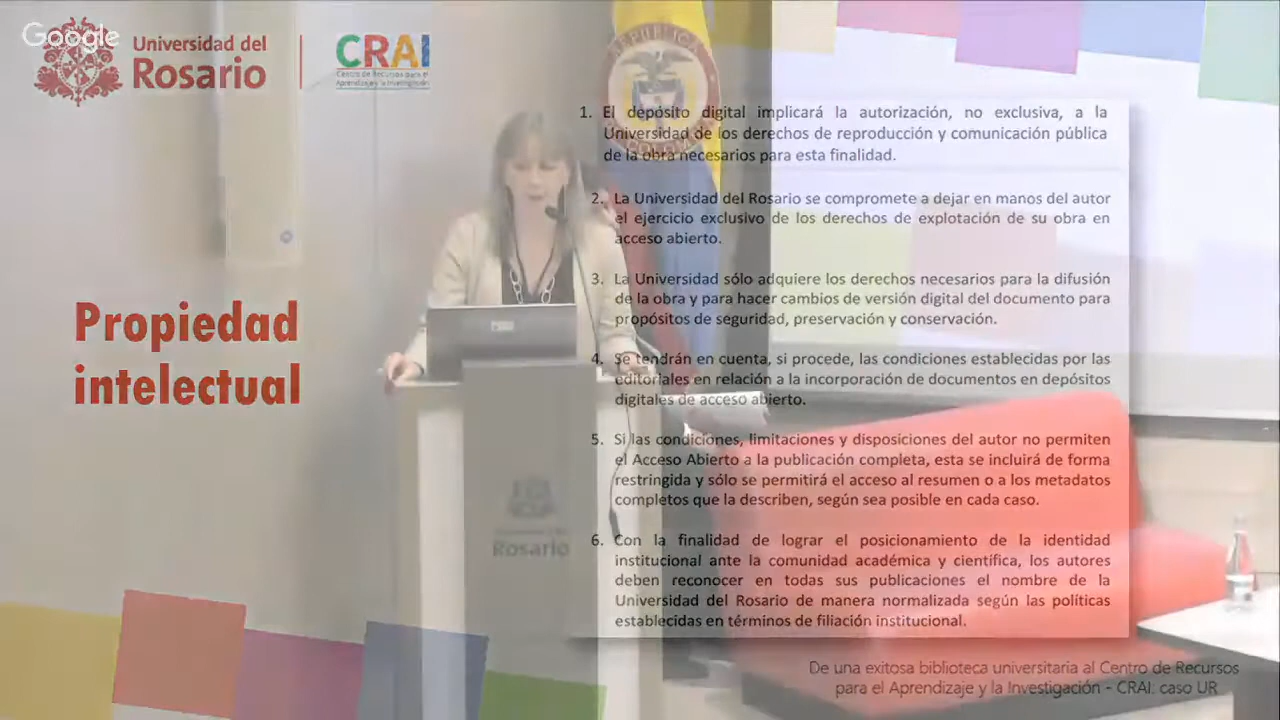 Google
Universidad del
Rosario
CRAI
Centro de Recursos para el
Aprendizaje y la Investigación
REPÚBLICA
COLOMBIA
1. El depósito digital implicará la autorización, no exclusiva, a la
Universidad de los derechos de reproducción y comunicación pública
de la obra necesarios para esta finalidad.
2. La Universidad del Rosario se compromete a dejar en manos del autor
el ejercicio exclusivo de los derechos de explotación de su obra en
acceso abierto.
3. La Universidad sólo adquiere los derechos necesarios para la difusión
de la obra y para hacer cambios de versión digital del documento para
propósitos de seguridad, preservación y conservación.
Propiedad
intelectual
4. Se tendrán en cuenta, si procede, las condiciones establecidas por las
editoriales en relación a la incorporación de documentos en depósitos
digitales de acceso abierto.
5. Si las condiciones, limitaciones y disposiciones del autor no permiten
el Acceso Abierto a la publicación completa, esta se incluirá de forma
restringida y sólo se permitirá el acceso al resumen o a los metadatos
completos que la describen, según sea posible en cada caso.
Rosario
6. Con la finalidad de lograr el posicionamiento de la identidad
institucional ante la comunidad académica y científica, los autores
deben reconocer en todas sus publicaciones el nombre de la
Universidad del Rosario de manera normalizada según las políticas
establecidas en términos de filiación institucional.
De una exitosa biblioteca universitaria al Centro de Recursos
para el Aprendizaje y la Investigación - CRAI: caso UR